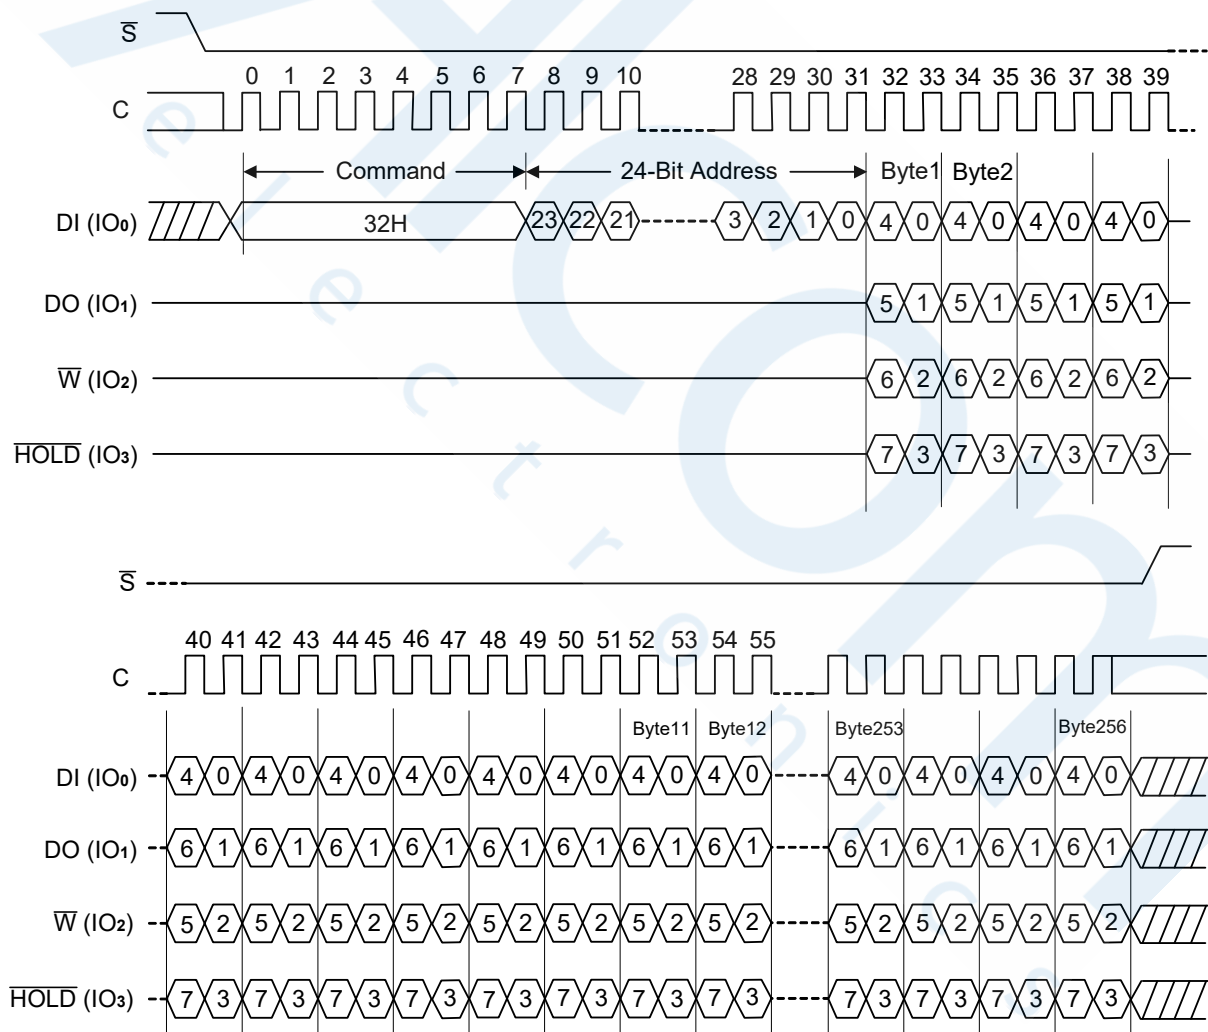 S
0 1 2 3 4 5 6 7 8 9 10 28 29 30 31 32 33 34 35 36 37 38 39
C
Command 24-Bit Address Byte1 Byte2
DI (IO0) 32H 23 22 21 3 2 1 0 4 0 4 0 4 0 4 0
DO (IO1) 5 1 5 1 5 1 5 1
W (IO2) 6 2 6 2 6 2 6 2
HOLD (IO3) 7 3 7 3 7 3 7 3
S
40 41 42 43 44 45 46 47 48 49 50 51 52 53 54 55
C
Byte11 Byte12 Byte253 Byte256
DI (IO0) 4 0 4 0 4 0 4 0 4 0 4 0 4 0 4 0 4 0 4 0 4 0 4 0
DO (IO1) 6 1 6 1 6 1 6 1 6 1 6 1 6 1 6 1 6 1 6 1 6 1 6 1
W (IO2) 5 2 5 2 5 2 5 2 5 2 5 2 5 2 5 2 5 2 5 2 5 2 5 2
HOLD (IO3) 7 3 7 3 7 3 7 3 7 3 7 3 7 3 7 3 7 3 7 3 7 3 7 3
electronics